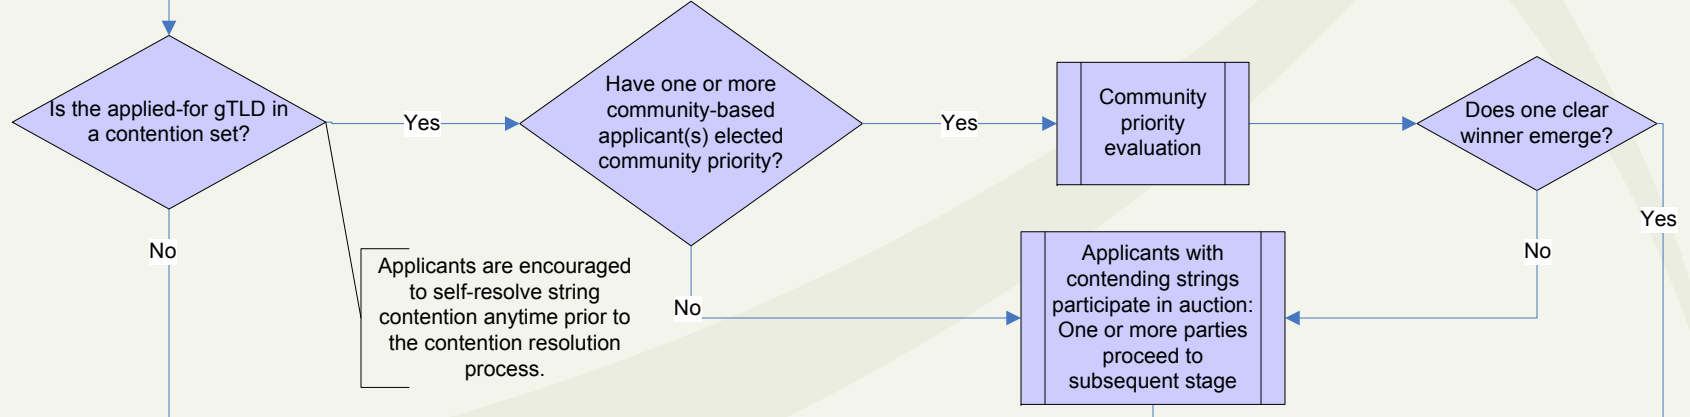 Is the applied-for gTLD in
a contention set?
Yes
Have one or more
community-based
applicant(s) elected
community priority?
Yes
Community
priority
evaluation
Does one clear
winner emerge?
Yes
No
Applicants are encouraged
to self-resolve string
contention anytime prior to
the contention resolution
process.
No
Applicants with
contending strings
participate in auction:
One or more parties
proceed to
subsequent stage
No